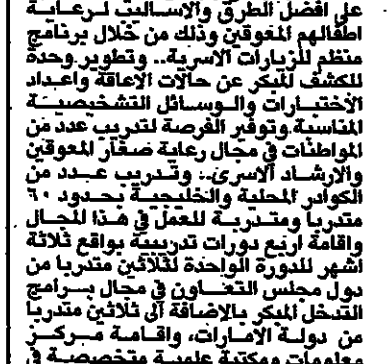 على افضل الطرق والاساليب لرعاية
اطفالهم المعوقين وذلك من خلال برنامج
منظم للزيارات الاسرية.. وتطوير وحدة
للكشف المبكر عن حالات الاعاقة واعداد
الاختبارات والوسائل التشخيصية
المناسبة وتوفير الفرصة لتدريب عدد من
المواطنات في مجال رعاية صغار المعوقين
والارشاد الاسرى.. وتدريب عدد من
الكوادر المحلية والخليجية بحدود ٦٠
متدربا ومتدربة للعمل في هذا المجال
واقامة اربع دورات تدريبية بواقع ثلاثة
اشهر للدورة الواحدة لثلاثين متدربا من
دول مجلس التعاون في مجال برامج
التدخل المبكر بالاضافة الى ثلاثين متدربا
من دولة الامارات، واقامة مركز
معلومات ومكتبة علمية متخصصة في